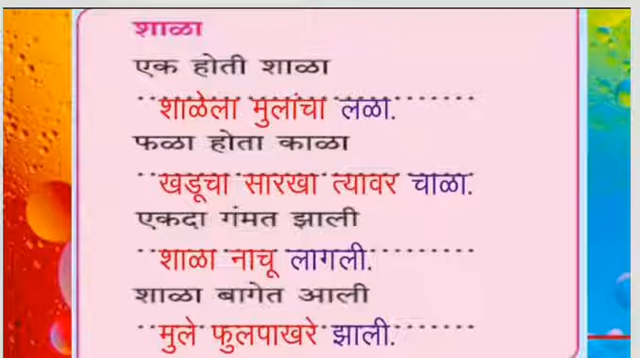 शाळा
एक होती शाळा
शाळेला मुलांचा लळा.
फळा होता काळा
खडूचा सारखा त्यावर चाळा.
एकदा गंमत झाली
शाळा नाचू लागली.
शाळा बागेत आली
मुले फुलपाखरे झाली.